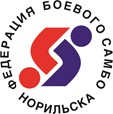 ФЕДЕРАЦИЯ БОЕВОГО САМБО
НОРИЛЬСКА